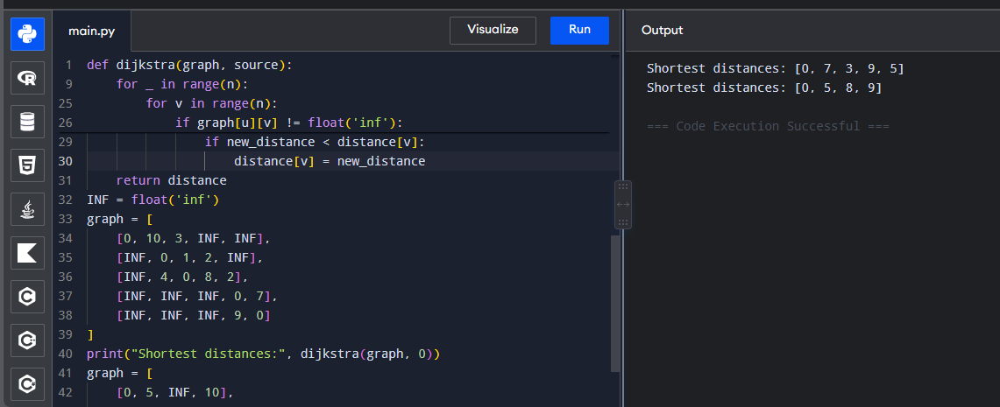 main.py
Visualize
Run
Output
1 def dijkstra(graph, source):
9     for _ in range(n):
25         for v in range(n):
26             if graph[u][v] != float('inf'):
29                 if new_distance < distance[v]:
30                     distance[v] = new_distance
31     return distance
32 INF = float('inf')
33 graph = [
34     [0, 10, 3, INF, INF],
35     [INF, 0, 1, 2, INF],
36     [INF, 4, 0, 8, 2],
37     [INF, INF, INF, 0, 7],
38     [INF, INF, INF, 9, 0]
39 ]
40 print("Shortest distances:", dijkstra(graph, 0))
41 graph = [
42     [0, 5, INF, 10],
Shortest distances: [0, 7, 3, 9, 5]
Shortest distances: [0, 5, 8, 9]
=== Code Execution Successful ===